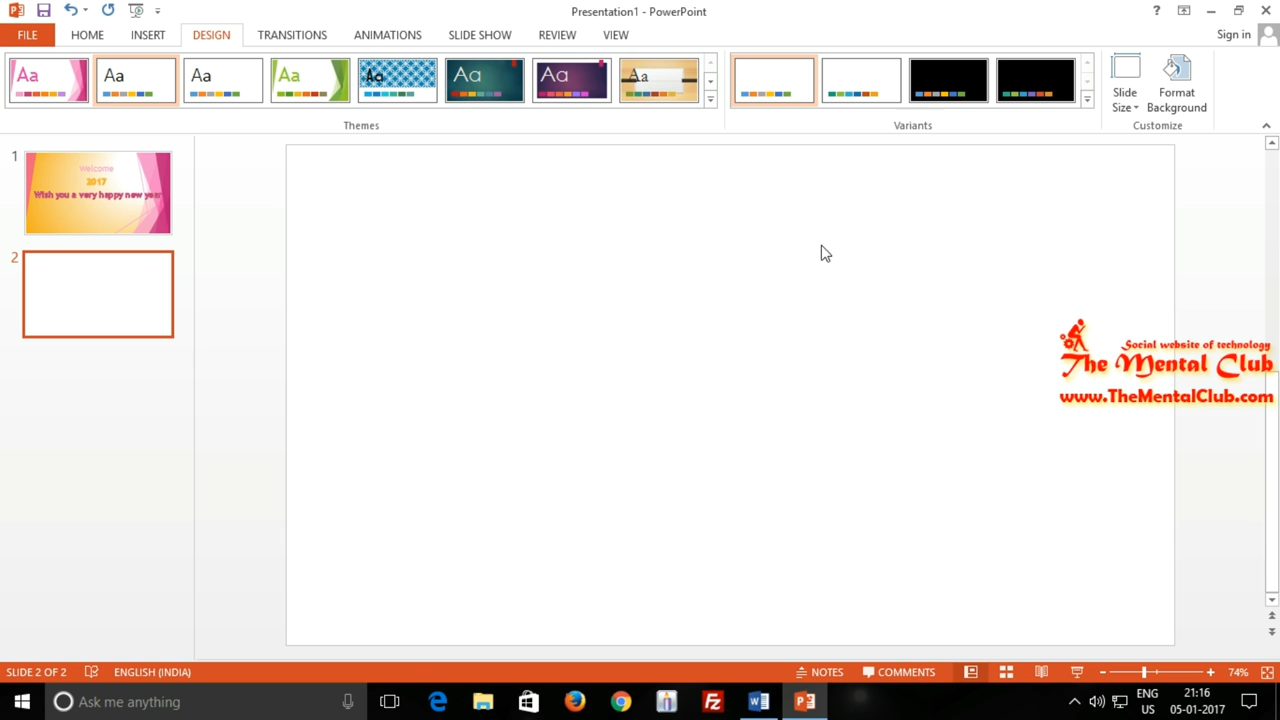 Presentation1 - PowerPoint
?
FILE HOME INSERT DESIGN TRANSITIONS ANIMATIONS SLIDE SHOW REVIEW VIEW Sign in
Aa Aa Aa Aa Aa Aa Aa Aa
Slide Size Format Background
Themes Variants Customize
1
Welcome
2017
Wish you a very happy new year
2
Social website of technology
The Mental Club
www.TheMentalClub.com
SLIDE 2 OF 2 ENGLISH (INDIA) NOTES COMMENTS 74%
Ask me anything
ENG 21:16
US 05-01-2017